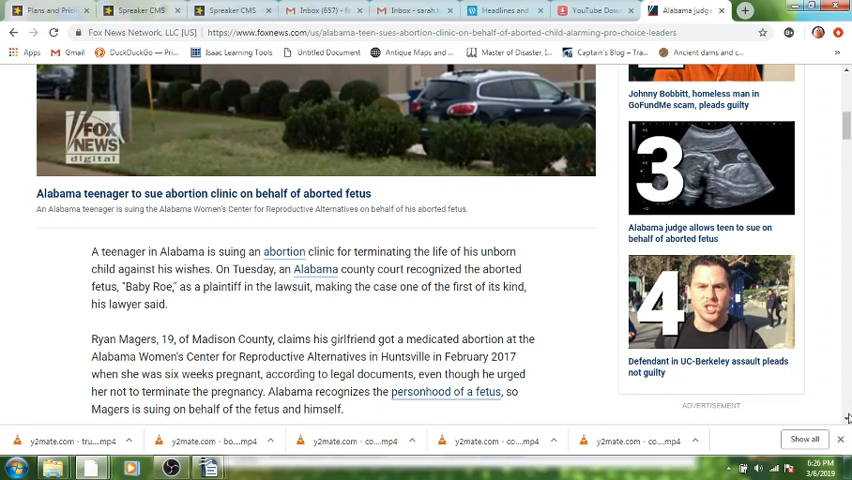 Plans and Pricin
Spreaker CMS
Spreaker CMS
Gmail
Inbox (657) - f
Inbox - sarah.
Headlines and
YouTube Down
Alabama judge
Fox News Network, LLC [US]
https://www.foxnews.com/us/alabama-teen-sues-abortion-clinic-on-behalf-of-aborted-child-alarming-pro-choice-leaders
Apps
Gmail
DuckDuckGo — Priv...
Isaac Learning Tools
Untitled Document
Antique Maps and ...
Master of Disaster, I...
Captain's Blog – Tra...
Ancient dams and c...
FOX
NEWS
digital
Alabama teenager to sue abortion clinic on behalf of aborted fetus
An Alabama teenager is suing the Alabama Women's Center for Reproductive Alternatives on behalf of his aborted fetus.
A teenager in Alabama is suing an abortion clinic for terminating the life of his unborn
child against his wishes. On Tuesday, an Alabama county court recognized the aborted
fetus, "Baby Roe," as a plaintiff in the lawsuit, making the case one of the first of its kind,
his lawyer said.
Ryan Magers, 19, of Madison County, claims his girlfriend got a medicated abortion at the
Alabama Women's Center for Reproductive Alternatives in Huntsville in February 2017
when she was six weeks pregnant, according to legal documents, even though he urged
her not to terminate the pregnancy. Alabama recognizes the personhood of a fetus, so
Magers is suing on behalf of the fetus and himself.
Johnny Bobbitt, homeless man in
GoFundMe scam, pleads guilty
3
Alabama judge allows teen to sue on
behalf of aborted fetus
4
Defendant in UC-Berkeley assault pleads
not guilty
ADVERTISEMENT
y2mate.com - tru....mp4
y2mate.com - bo....mp4
y2mate.com - co....mp4
y2mate.com - co....mp4
y2mate.com - co....mp4
Show all
6:26 PM
3/6/2019